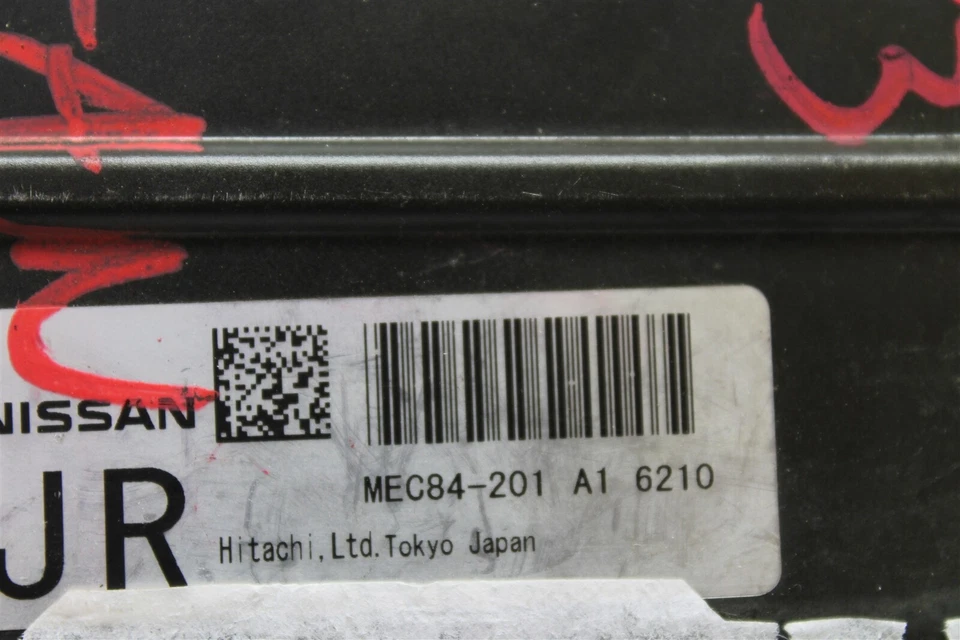 NISSAN
JR
MEC84-201 A1 6210
Hitachi,Ltd.Tokyo Japan